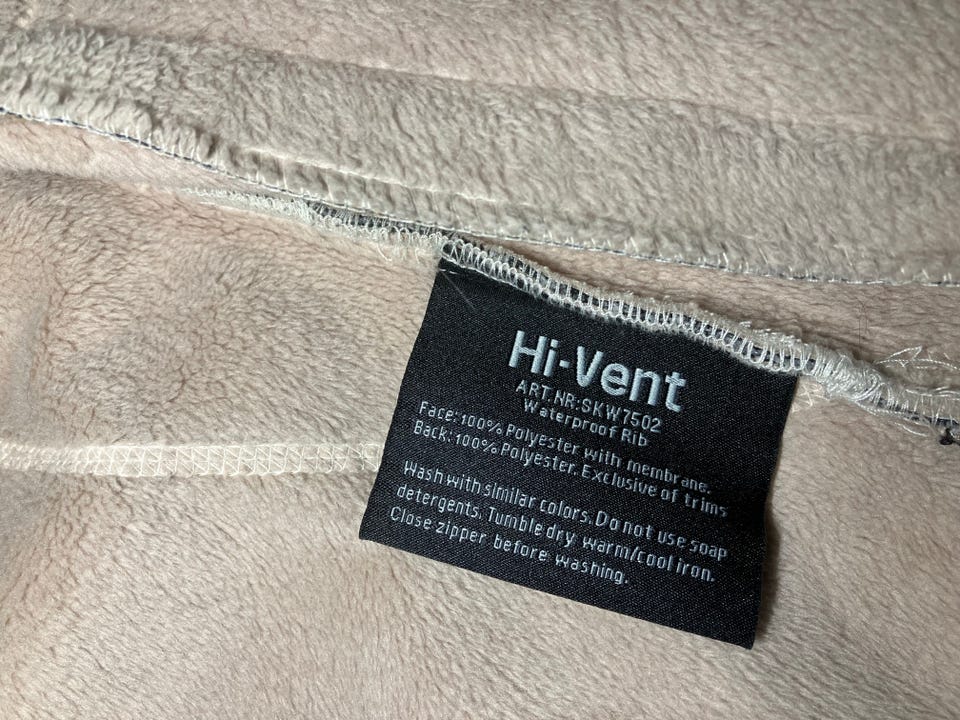 Hi-Vent
ART.NR:SKW7502
Waterproof Rib
Face:100% Polyester with membrane.
Back:100% Polyester. Exclusive of trims
Wash with similar colors. Do not use soap
detergents. Tumble dry warm/cool iron.
Close zipper before washing.